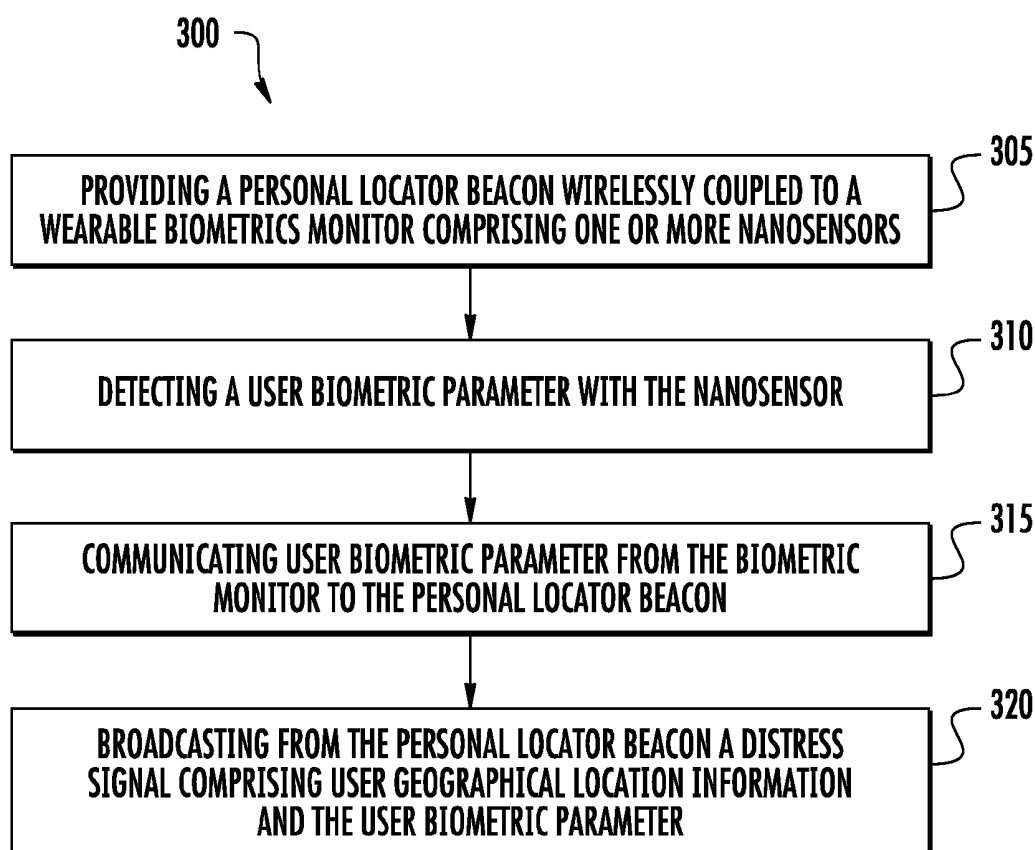 300
305
PROVIDING A PERSONAL LOCATOR BEACON WIRELESSLY COUPLED TO A
WEARABLE BIOMETRICS MONITOR COMPRISING ONE OR MORE NANOSENSORS
310
DETECTING A USER BIOMETRIC PARAMETER WITH THE NANOSENSOR
315
COMMUNICATING USER BIOMETRIC PARAMETER FROM THE BIOMETRIC
MONITOR TO THE PERSONAL LOCATOR BEACON
320
BROADCASTING FROM THE PERSONAL LOCATOR BEACON A DISTRESS
SIGNAL COMPRISING USER GEOGRAPHICAL LOCATION INFORMATION
AND THE USER BIOMETRIC PARAMETER